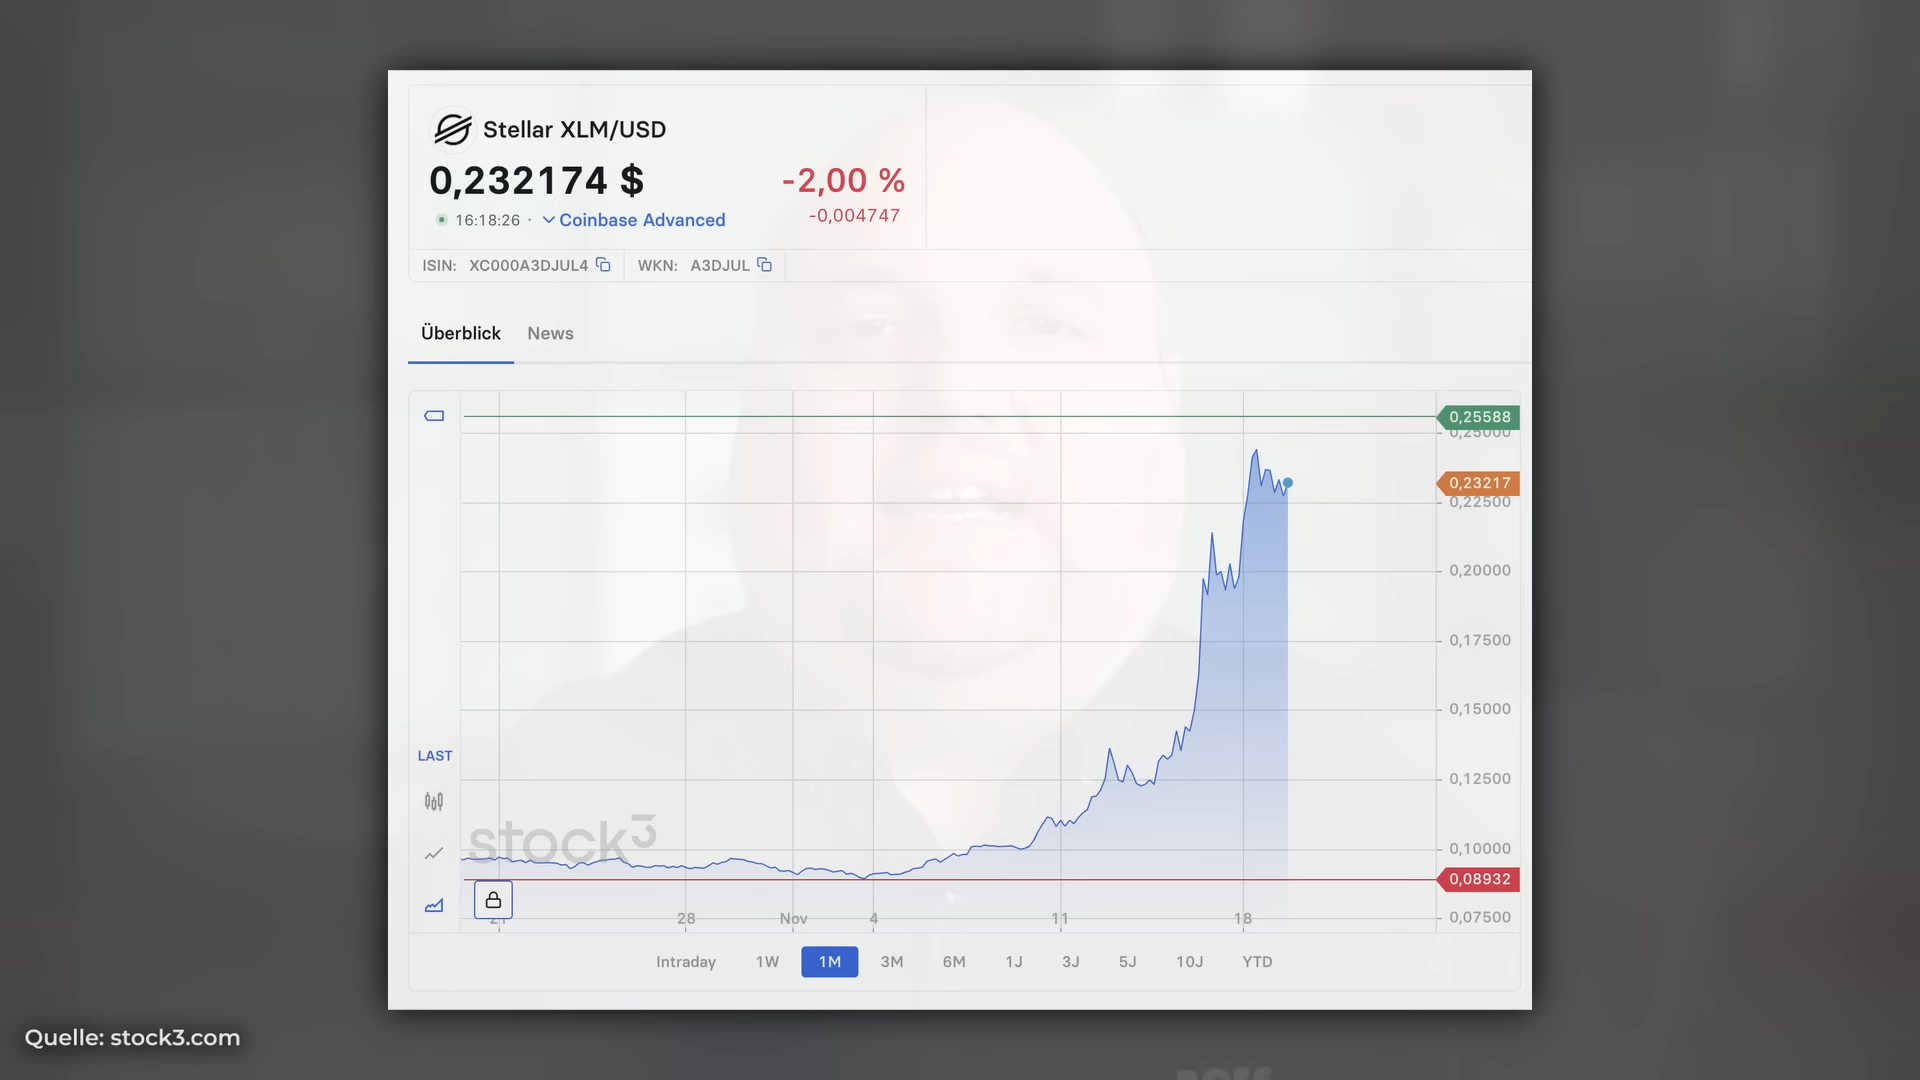 Stellar XLM/USD
0,232174 $
-2,00 %
16:18:26 · Coinbase Advanced
-0,004747
ISIN: XC000A3DJUL4
WKN: A3DJUL
Überblick
News
0,25588
0,25000
0,23217
0,22500
0,20000
0,17500
0,15000
LAST
0,12500
stock3
0,10000
0,08932
28
Nov
4
11
18
0,07500
Intraday 1W 1M 3M 6M 1J 3J 5J 10J YTD
Quelle: stock3.com